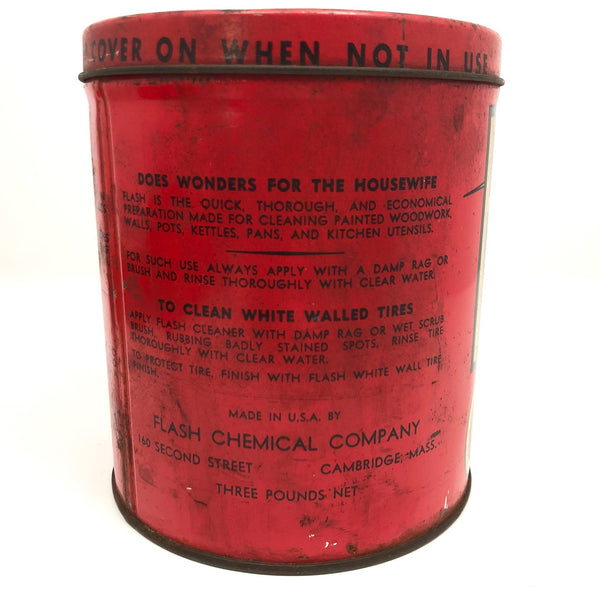 COVER ON WHEN NOT IN USE
DOES WONDERS FOR THE HOUSEWIFE
FLASH IS THE QUICK, THOROUGH, AND ECONOMICAL
PREPARATION MADE FOR CLEANING PAINTED WOODWORK,
WALLS, POTS, KETTLES, PANS, AND KITCHEN UTENSILS.
FOR SUCH USE ALWAYS APPLY WITH A DAMP RAG OR
BRUSH AND RINSE THOROUGHLY WITH CLEAR WATER.
TO CLEAN WHITE WALLED TIRES
APPLY FLASH CLEANER WITH DAMP RAG OR WET SCRUB
BRUSH, RUBBING BADLY STAINED SPOTS. RINSE TIRE
THOROUGHLY WITH CLEAR WATER.
TO PROTECT TIRE, FINISH WITH FLASH WHITE WALL TIRE
FINISH.
MADE IN U.S.A. BY
FLASH CHEMICAL COMPANY
160 SECOND STREET CAMBRIDGE, MASS.
THREE POUNDS NET